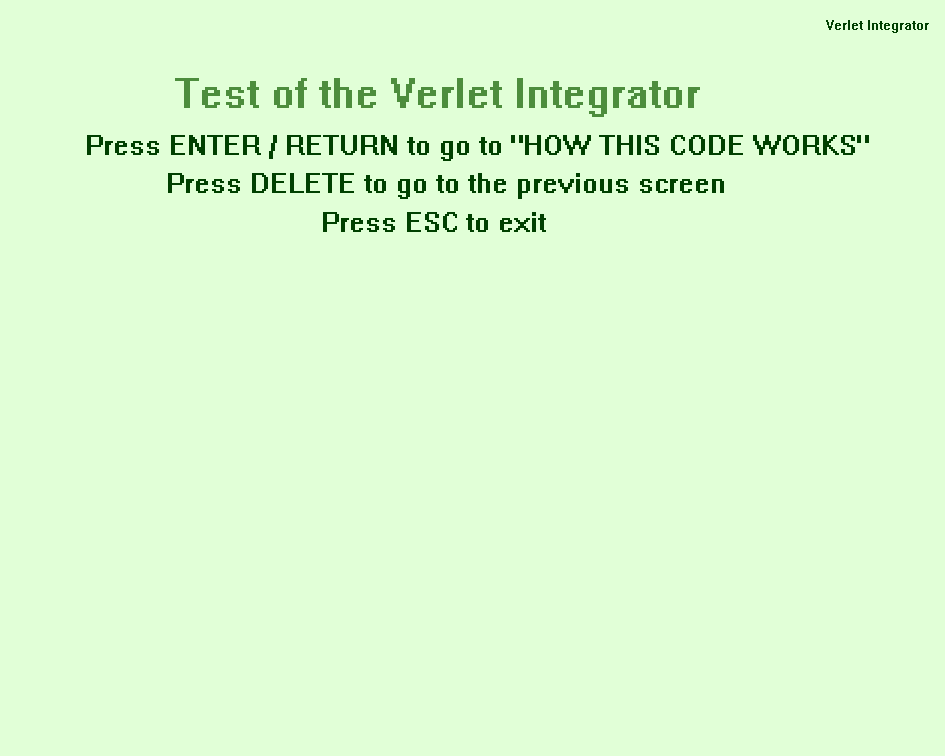 Verlet Integrator
Test of the Verlet Integrator
Press ENTER / RETURN to go to "HOW THIS CODE WORKS"
Press DELETE to go to the previous screen
Press ESC to exit